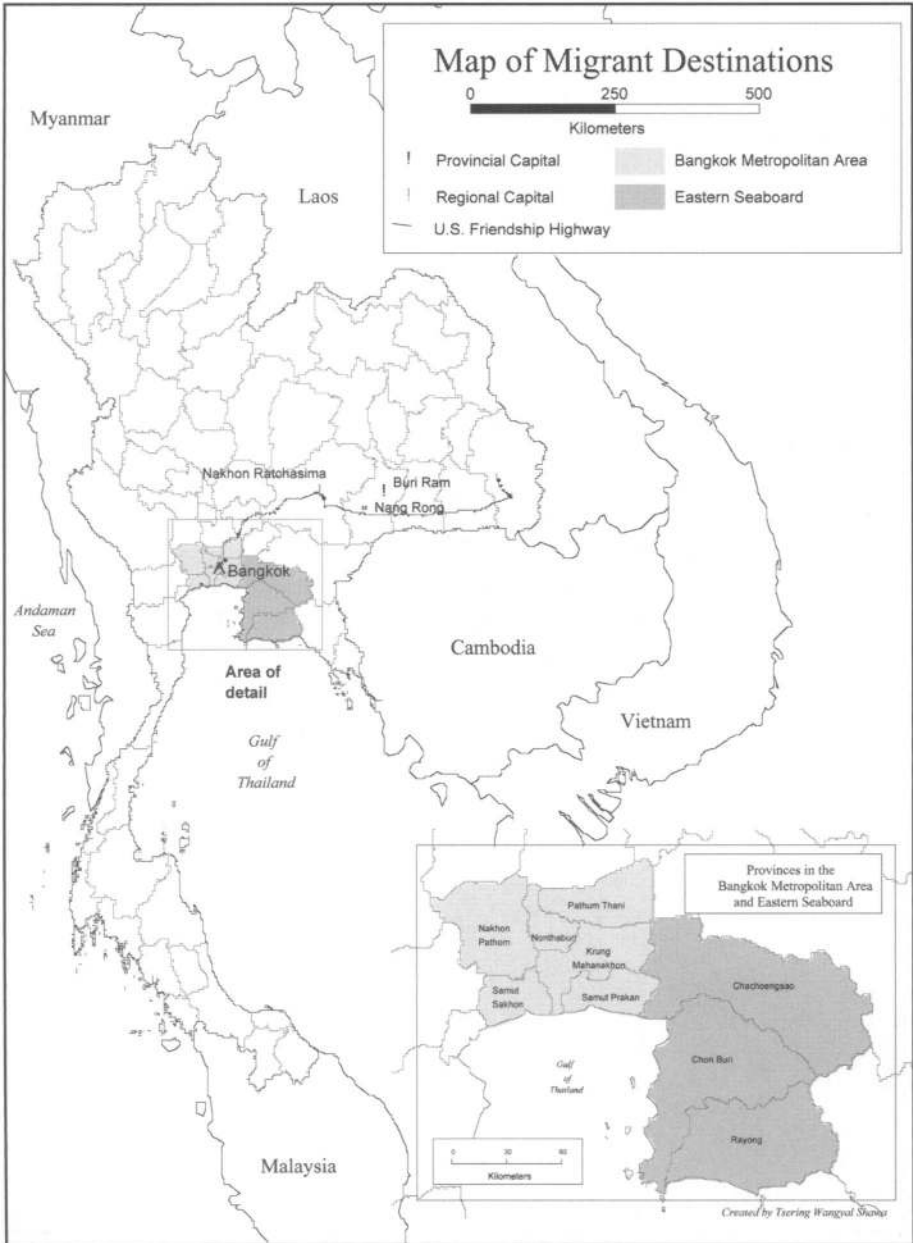 Map of Migrant Destinations
0 250 500
Kilometers
Provincial Capital
Bangkok Metropolitan Area
Regional Capital
Eastern Seaboard
U.S. Friendship Highway
Myanmar
Laos
Nakhon Ratchasima
Buri Ram
Nang Rong
Bangkok
Andaman
Sea
Area of
detail
Cambodia
Vietnam
Gulf
of
Thailand
Malaysia
Provinces in the
Bangkok Metropolitan Area
and Eastern Seaboard
Pathum Thani
Nakhon
Pathom
Nonthaburi
Krung
Mahanakhon
Samut
Sakhon
Samut Prakan
Chachoengsao
Chon Buri
Gulf
of
Thailand
Rayong
0 30 60
Kilometers
Created by Tsering Wangyal Shawa